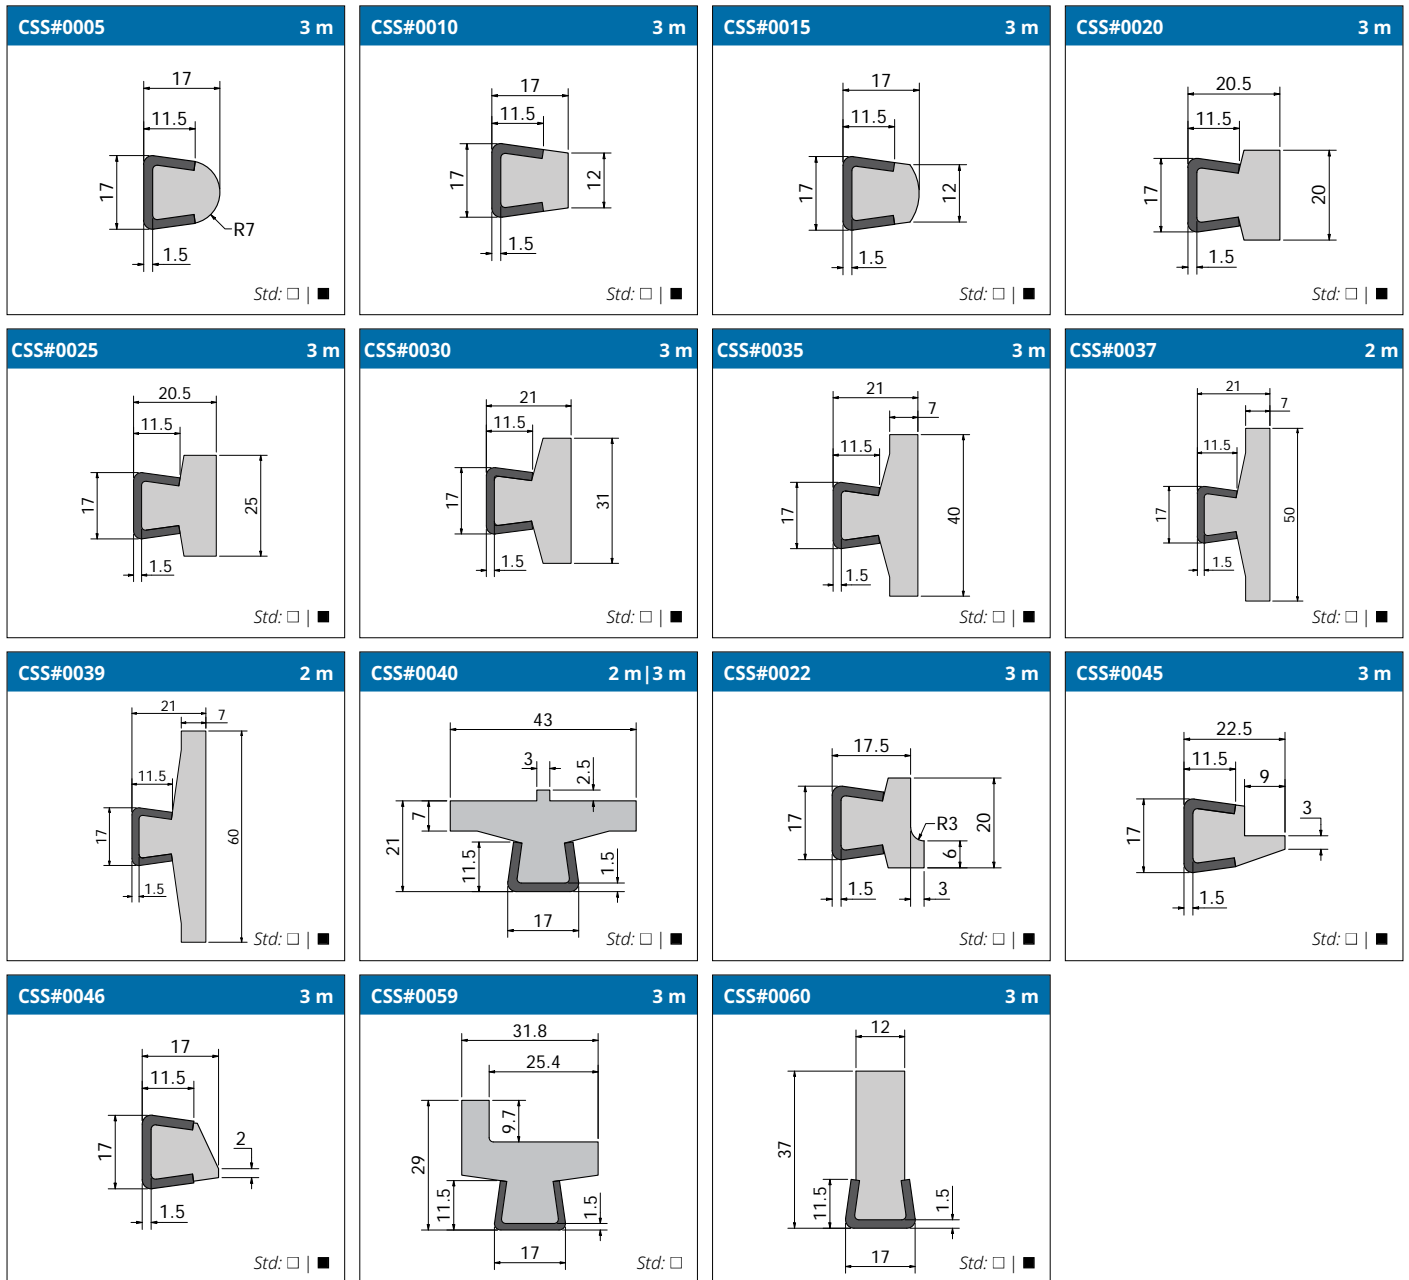 CSS#0005 3 m
17
11.5
17
R7
1.5
Std: □ | ■
CSS#0010 3 m
17
11.5
17
12
1.5
Std: □ | ■
CSS#0015 3 m
17
11.5
17
12
1.5
Std: □ | ■
CSS#0020 3 m
20.5
11.5
17
20
1.5
Std: □ | ■
CSS#0025 3 m
20.5
11.5
17
25
1.5
Std: □ | ■
CSS#0030 3 m
21
11.5
17
31
1.5
Std: □ | ■
CSS#0035 3 m
21
7
11.5
17
40
1.5
Std: □ | ■
CSS#0037 2 m
21
7
11.5
17
50
1.5
Std: □ | ■
CSS#0039 2 m
21
7
11.5
17
60
1.5
Std: □ | ■
CSS#0040 2 m|3 m
43
3
2.5
7
21
11.5
1.5
17
Std: □ | ■
CSS#0022 3 m
17.5
17
R3
20
6
1.5
3
Std: □ | ■
CSS#0045 3 m
22.5
11.5
9
3
17
1.5
Std: □ | ■
CSS#0046 3 m
17
11.5
17
2
1.5
Std: □ | ■
CSS#0059 3 m
31.8
25.4
9.7
29
11.5
1.5
17
Std: □
CSS#0060 3 m
12
37
11.5
1.5
17
Std: □ | ■